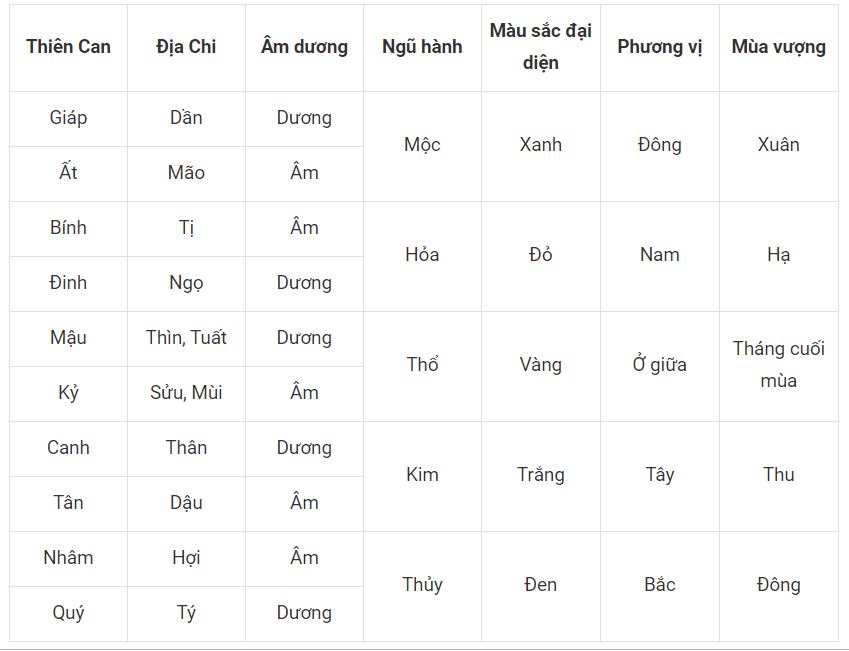 Thiên Can Địa Chi Âm dương Ngũ hành Màu sắc đại diện Phương vị Mùa vượng
Giáp Dần Dương Mộc Xanh Đông Xuân
Ất Mão Âm
Bính Tị Âm Hỏa Đỏ Nam Hạ
Đinh Ngọ Dương
Mậu Thìn, Tuất Dương Thổ Vàng Ở giữa Tháng cuối mùa
Kỷ Sửu, Mùi Âm
Canh Thân Dương Kim Trắng Tây Thu
Tân Dậu Âm
Nhâm Hợi Âm Thủy Đen Bắc Đông
Quý Tý Dương